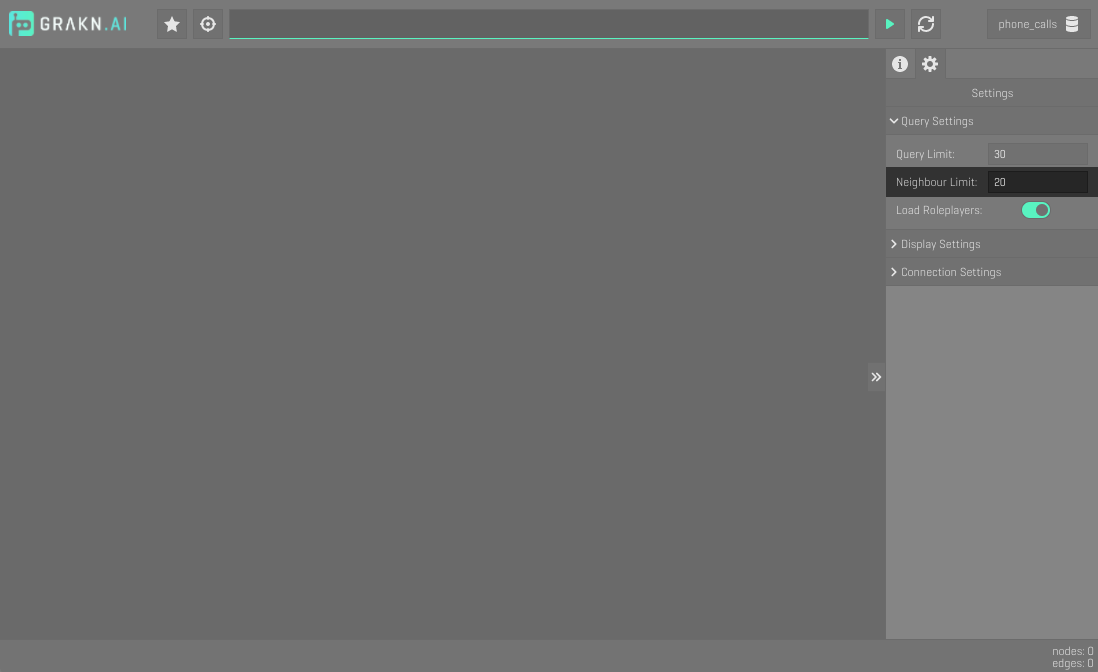 GRAKN.AI
phone_calls
Settings
Query Settings
Query Limit: 30
Neighbour Limit: 20
Load Roleplayers:
Display Settings
Connection Settings
nodes: 0
edges: 0